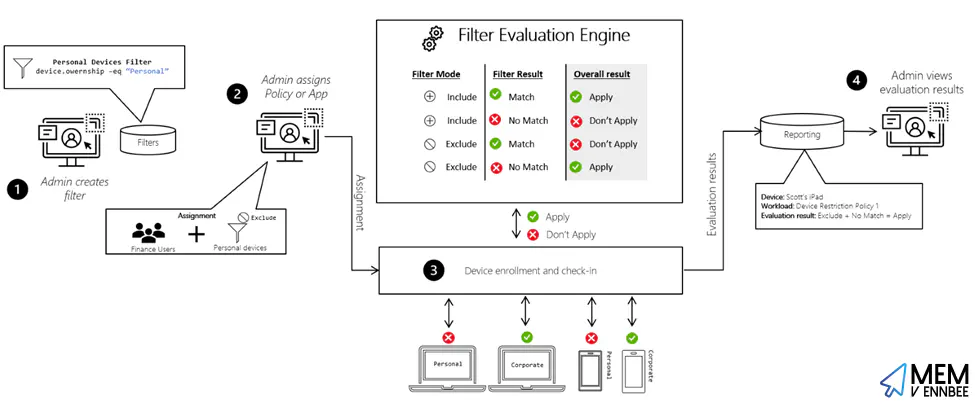 Personal Devices Filter
device.owernship -eq "Personal"
Filters
1
Admin creates
filter
2
Admin assigns
Policy or App
Assignment
Exclude
Finance Users
Personal devices
Assignment
Filter Evaluation Engine
Filter Mode Filter Result Overall result
Include Match Apply
Include No Match Don't Apply
Exclude Match Don't Apply
Exclude No Match Apply
Apply
Don't Apply
3 Device enrollment and check-in
Personal
Corporate
Personal
Corporate
Evaluation results
Reporting
4
Admin views
evaluation results
Device: Scott's iPad
Workload: Device Restriction Policy 1
Evaluation result: Exclude + No Match = Apply
MEM
V ENNBEE